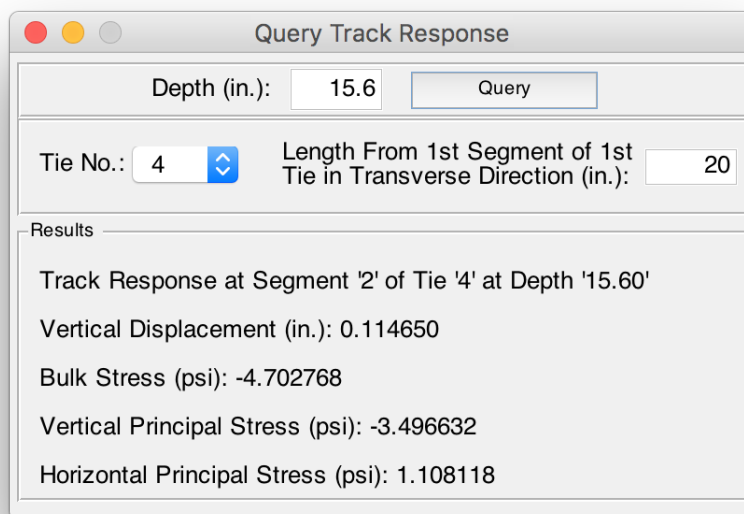 Query Track Response
Depth (in.): 15.6 Query
Tie No.: 4 Length From 1st Segment of 1st
Tie in Transverse Direction (in.): 20
Results
Track Response at Segment '2' of Tie '4' at Depth '15.60'
Vertical Displacement (in.): 0.114650
Bulk Stress (psi): -4.702768
Vertical Principal Stress (psi): -3.496632
Horizontal Principal Stress (psi): 1.108118